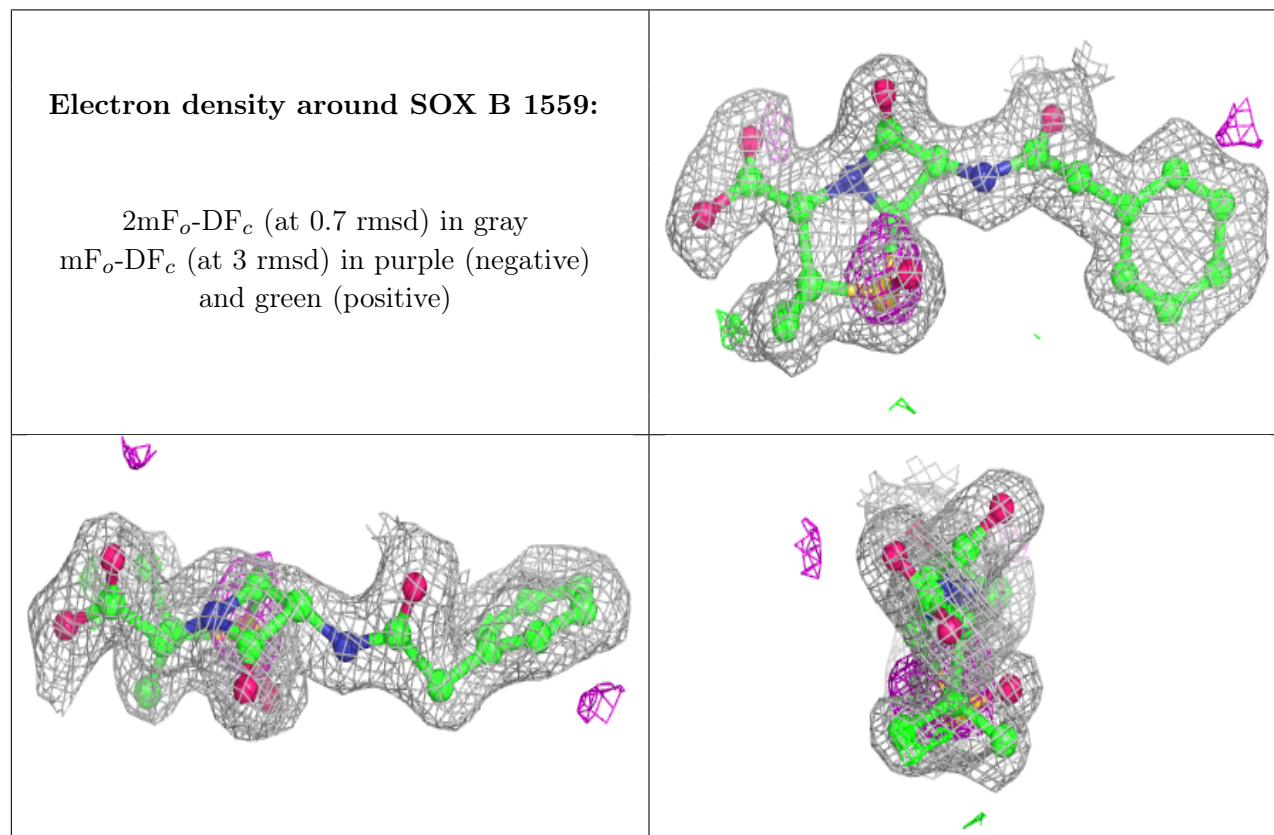 Electron density around SOX B 1559:
2mFo-DFc (at 0.7 rmsd) in gray
mFo-DFc (at 3 rmsd) in purple (negative)
and green (positive)